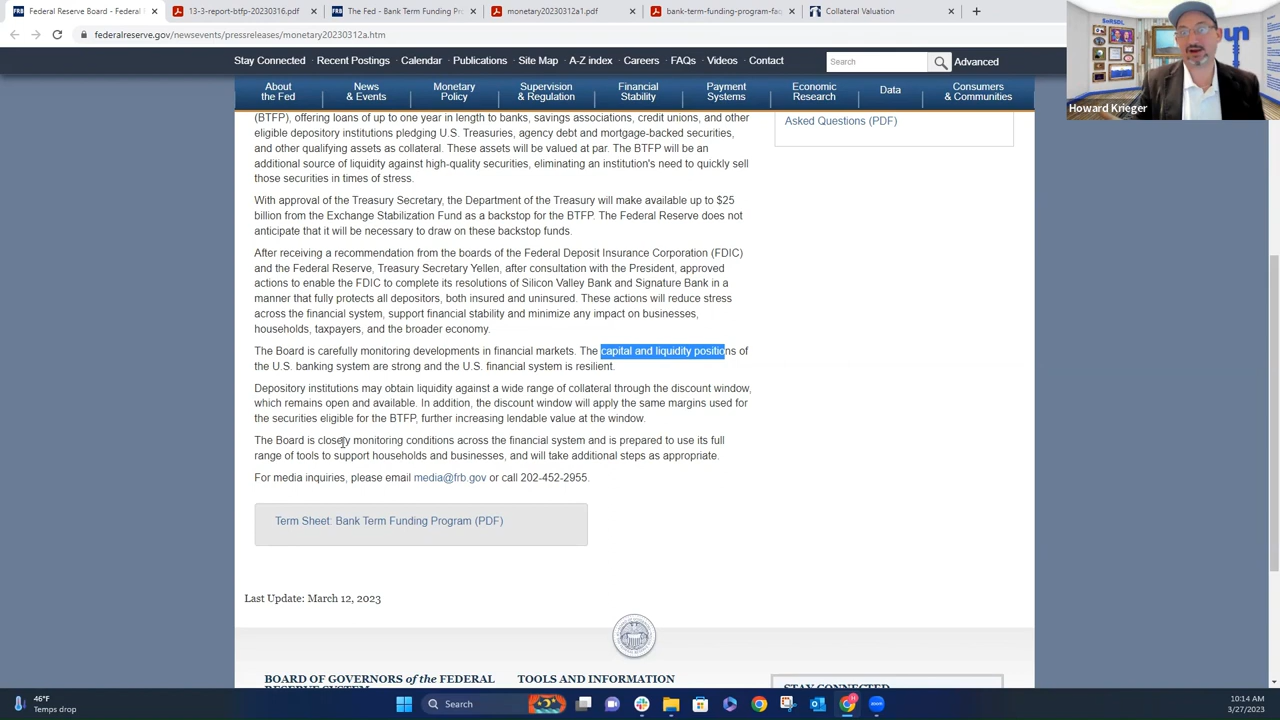 Federal Reserve Board - Federal
13-3-report-btfp-20230316.pdf
The Fed - Bank Term Funding Pro
monetary20230312a1.pdf
bank-term-funding-program-faq
Collateral Valuation
federalreserve.gov/newsevents/pressreleases/monetary20230312a.htm
Stay Connected
Recent Postings
Calendar
Publications
Site Map
A-Z index
Careers
FAQs
Videos
Contact
Search
Advanced
About
the Fed
News
& Events
Monetary
Policy
Supervision
& Regulation
Financial
Stability
Payment
Systems
Economic
Research
Data
Consumers
& Communities
Howard Krieger
(BTFP), offering loans of up to one year in length to banks, savings associations, credit unions, and other
eligible depository institutions pledging U.S. Treasuries, agency debt and mortgage-backed securities,
and other qualifying assets as collateral. These assets will be valued at par. The BTFP will be an
additional source of liquidity against high-quality securities, eliminating an institution's need to quickly sell
those securities in times of stress.
Asked Questions (PDF)
With approval of the Treasury Secretary, the Department of the Treasury will make available up to $25
billion from the Exchange Stabilization Fund as a backstop for the BTFP. The Federal Reserve does not
anticipate that it will be necessary to draw on these backstop funds.
After receiving a recommendation from the boards of the Federal Deposit Insurance Corporation (FDIC)
and the Federal Reserve, Treasury Secretary Yellen, after consultation with the President, approved
actions to enable the FDIC to complete its resolutions of Silicon Valley Bank and Signature Bank in a
manner that fully protects all depositors, both insured and uninsured. These actions will reduce stress
across the financial system, support financial stability and minimize any impact on businesses,
households, taxpayers, and the broader economy.
The Board is carefully monitoring developments in financial markets. The capital and liquidity positions of
the U.S. banking system are strong and the U.S. financial system is resilient.
Depository institutions may obtain liquidity against a wide range of collateral through the discount window,
which remains open and available. In addition, the discount window will apply the same margins used for
the securities eligible for the BTFP, further increasing lendable value at the window.
The Board is closely monitoring conditions across the financial system and is prepared to use its full
range of tools to support households and businesses, and will take additional steps as appropriate.
For media inquiries, please email media@frb.gov or call 202-452-2955.
Term Sheet: Bank Term Funding Program (PDF)
Last Update: March 12, 2023
BOARD OF GOVERNORS of the FEDERAL
RESERVE SYSTEM
TOOLS AND INFORMATION
STAY CONNECTED
46°F
Temps drop
Search
10:14 AM
3/27/2023